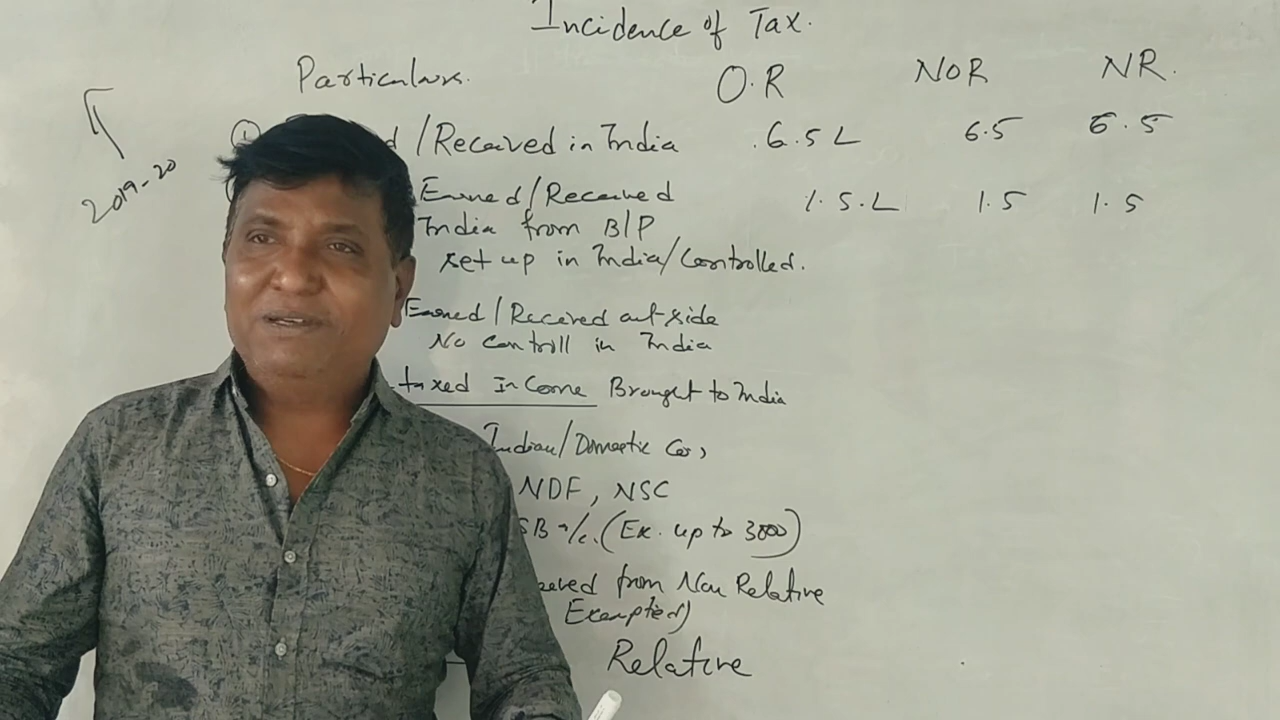 Incidence of Tax.
Particulars. O.R NOR NR.
2019-20
① d/Received in India 6.5 L 6.5 6.5
Earned/Received 1.5.L 1.5 1.5
India from B/P
set up in India/Controlled.
Earned/Received out side
No Controll in India
taxed InCome Brought to India
Indian/Domestic Co,
NDF, NSC
SB a/c. (Ex. up to 3000)
from Non Relative
Exempted)
Relative